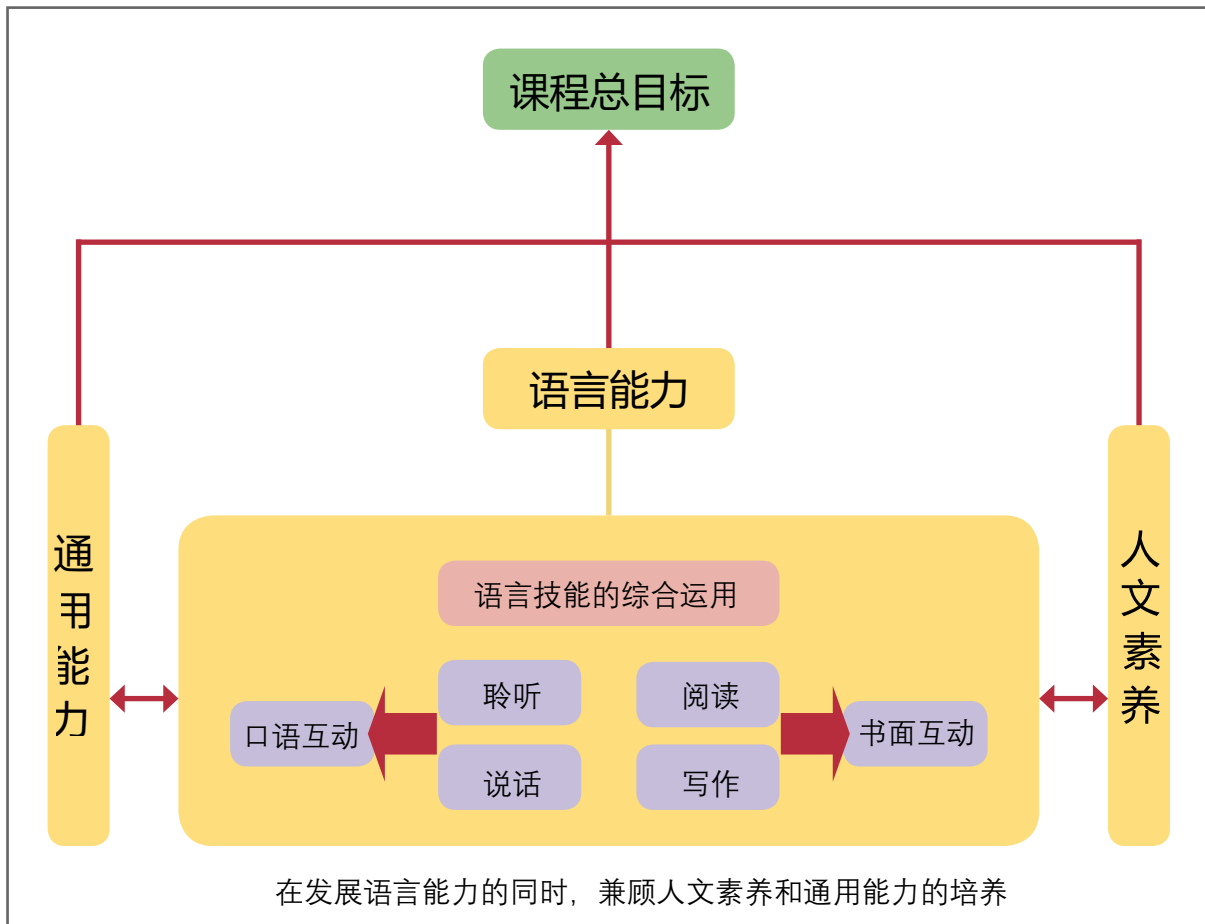 课程总目标
语言能力
通用能力
人文素养
语言技能的综合运用
聆听
阅读
口语互动
书面互动
说话
写作
在发展语言能力的同时，兼顾人文素养和通用能力的培养